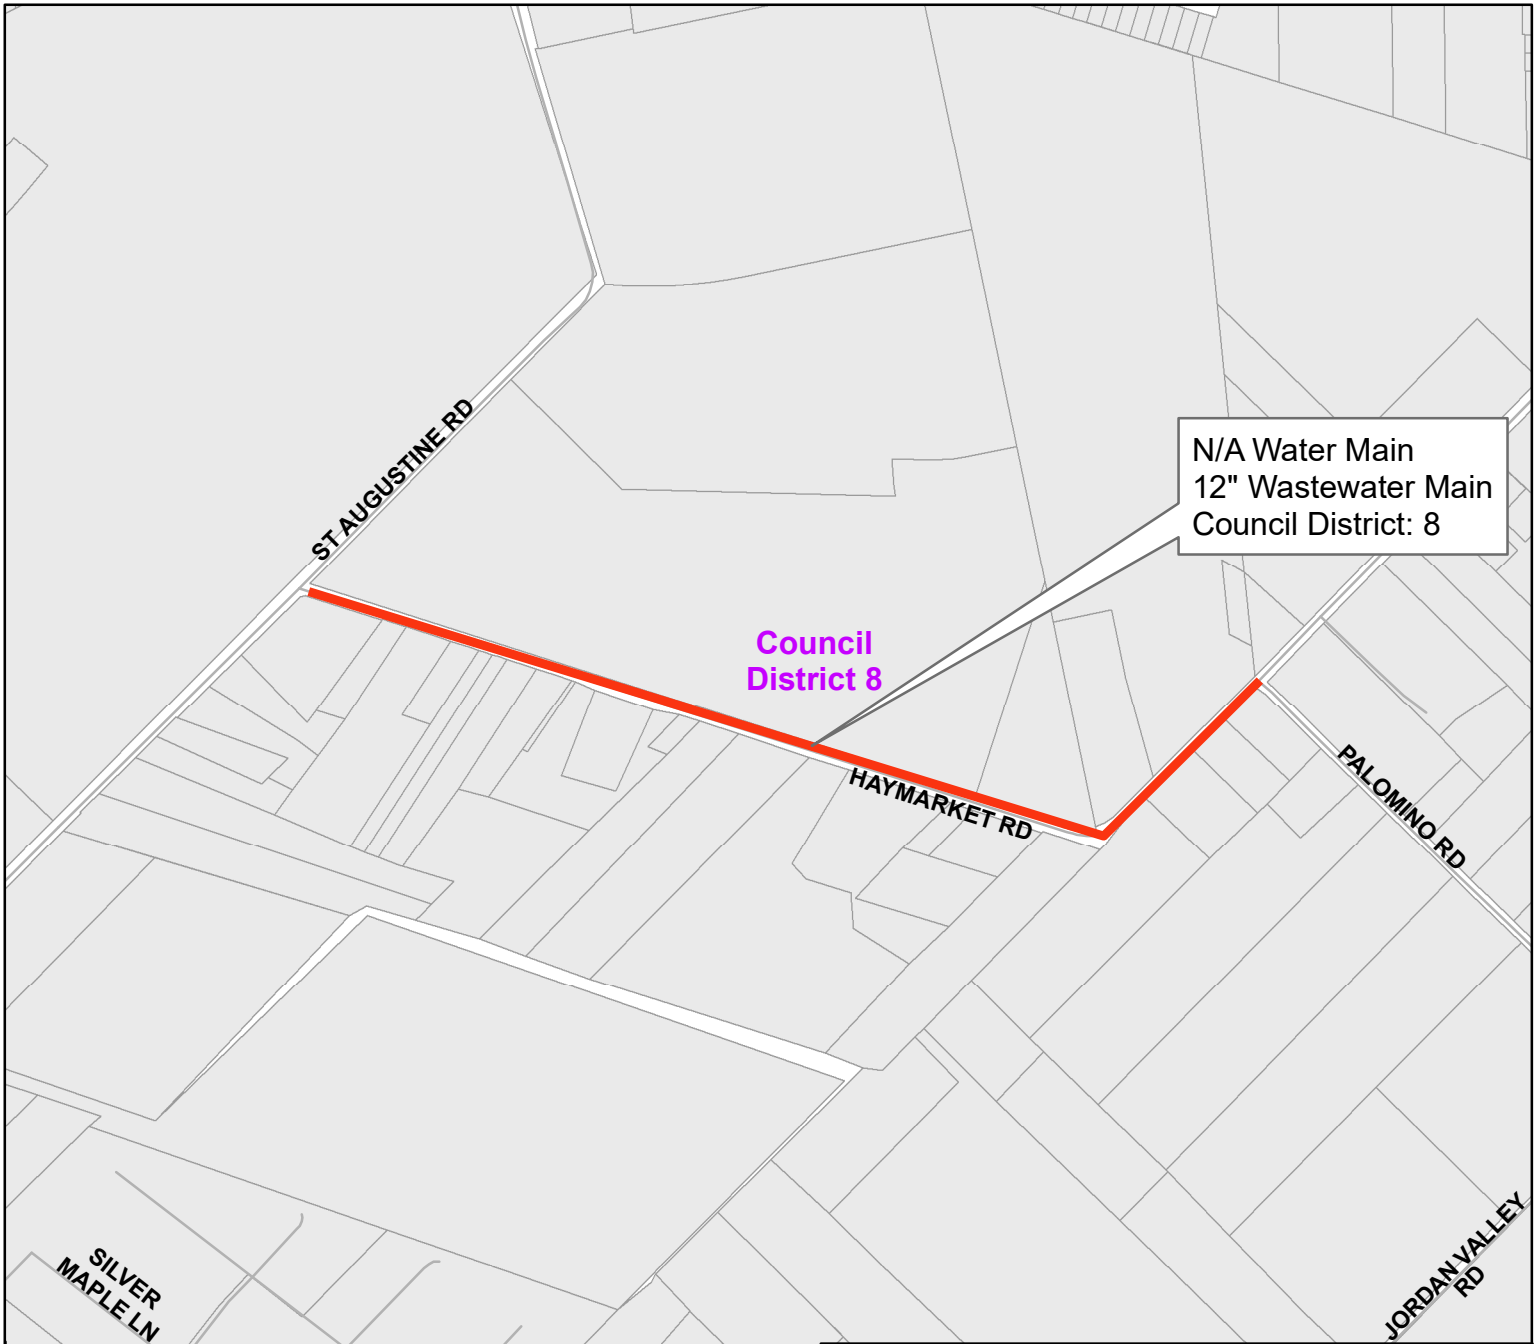 ST AUGUSTINE RD
N/A Water Main
12" Wastewater Main
Council District: 8
Council
District 8
HAYMARKET RD
PALOMINO RD
SILVER
MAPLE LN
JORDAN VALLEY
RD